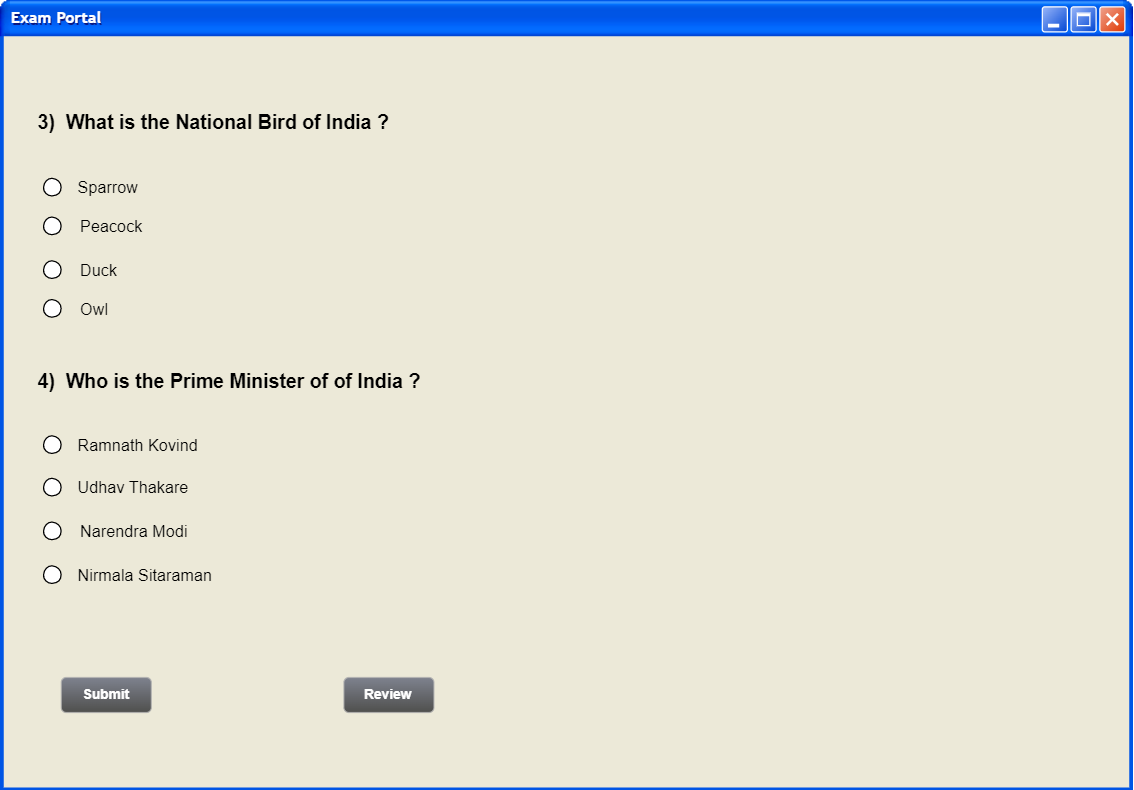 Exam Portal
3) What is the National Bird of India ?
Sparrow
Peacock
Duck
Owl
4) Who is the Prime Minister of of India ?
Ramnath Kovind
Udhav Thakare
Narendra Modi
Nirmala Sitaraman
Submit Review